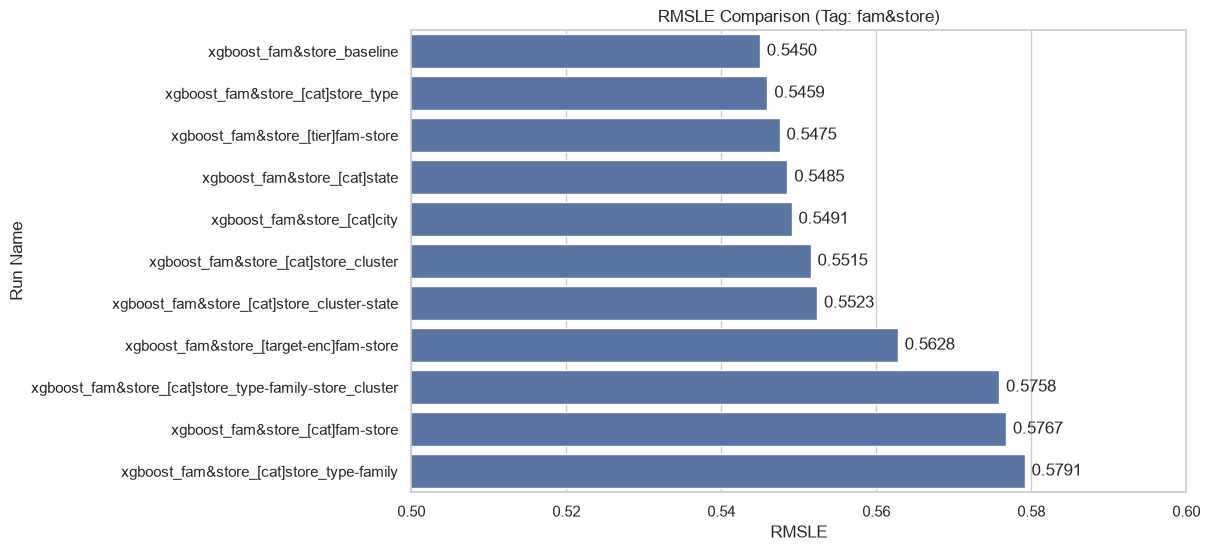 RMSLE Comparison (Tag: fam&store)
Run Name
xgboost_fam&store_baseline 0.5450
xgboost_fam&store_[cat]store_type 0.5459
xgboost_fam&store_[tier]fam-store 0.5475
xgboost_fam&store_[cat]state 0.5485
xgboost_fam&store_[cat]city 0.5491
xgboost_fam&store_[cat]store_cluster 0.5515
xgboost_fam&store_[cat]store_cluster-state 0.5523
xgboost_fam&store_[target-enc]fam-store 0.5628
xgboost_fam&store_[cat]store_type-family-store_cluster 0.5758
xgboost_fam&store_[cat]fam-store 0.5767
xgboost_fam&store_[cat]store_type-family 0.5791
0.50 0.52 0.54 0.56 0.58 0.60
RMSLE